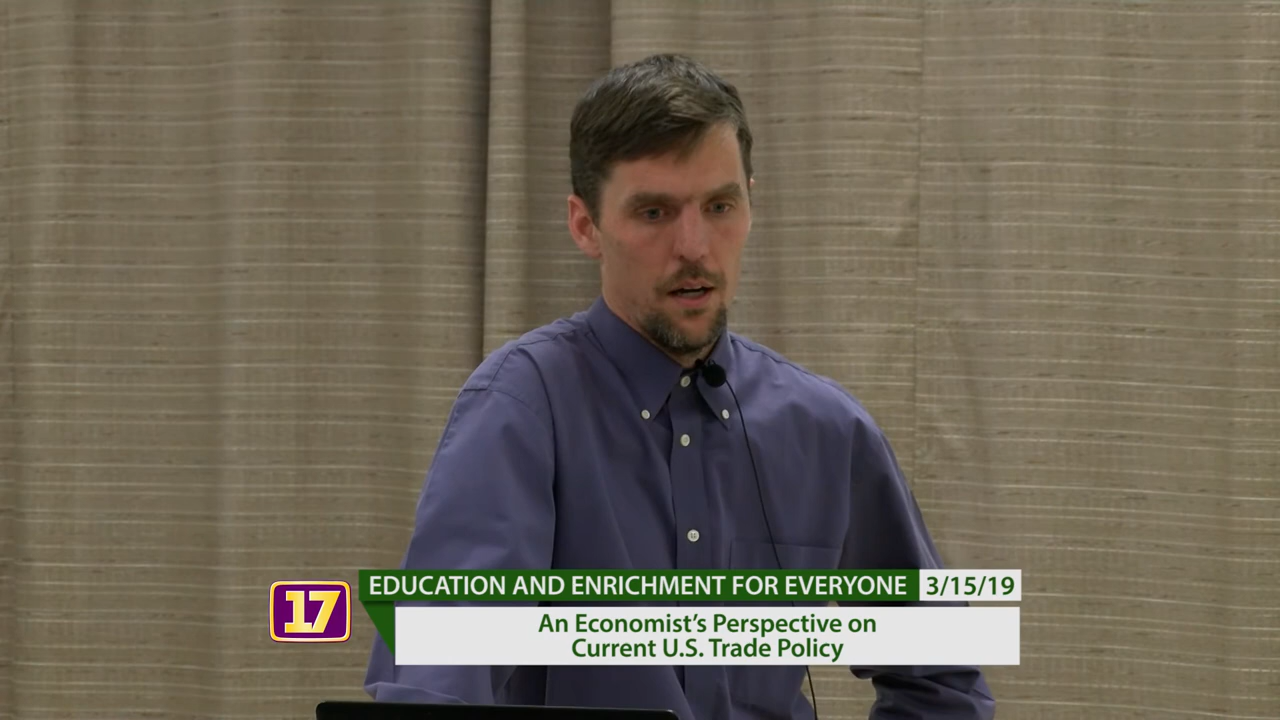 17
EDUCATION AND ENRICHMENT FOR EVERYONE 3/15/19
An Economist's Perspective on
Current U.S. Trade Policy